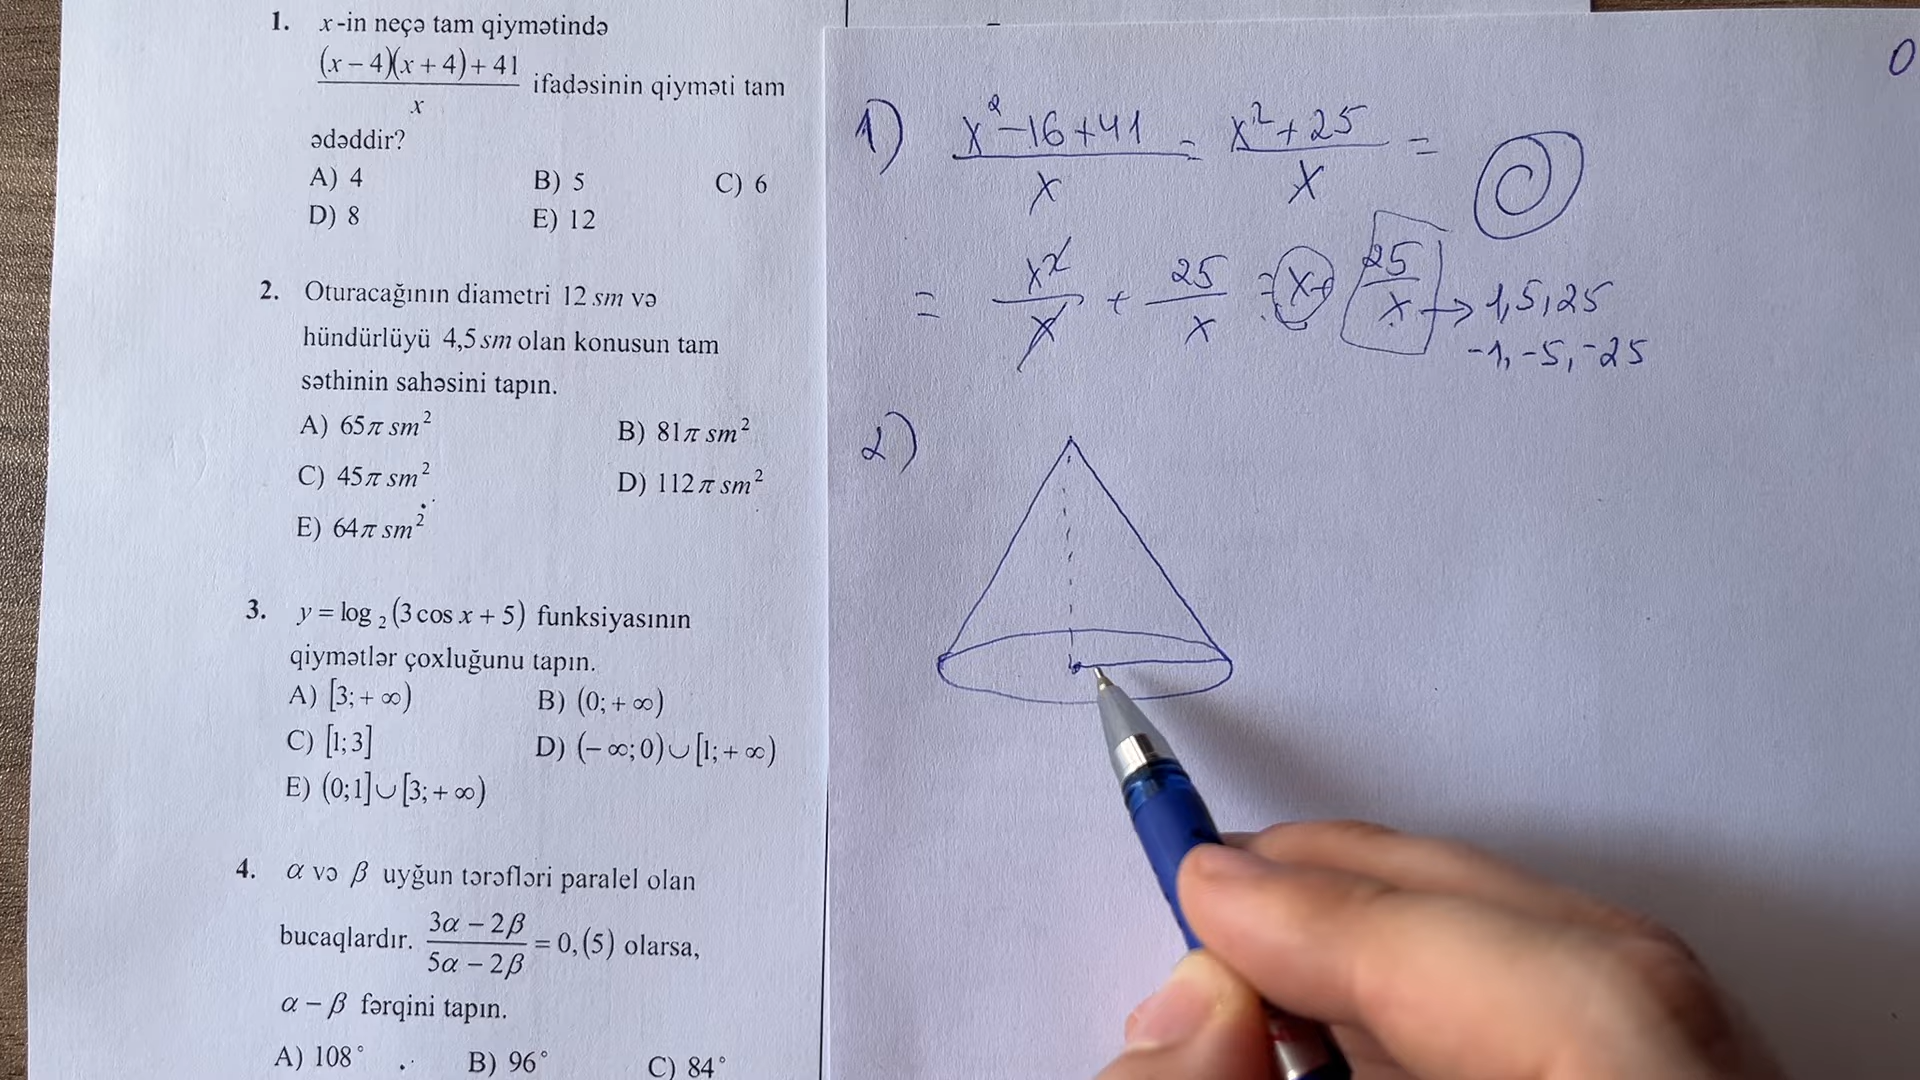 1. x-in neçə tam qiymətində
(x – 4)(x + 4) + 41
x
ifadəsinin qiyməti tam
ədəddir?
A) 4 B) 5 C) 6
D) 8 E) 12
2. Oturacağının diametri 12 sm və
hündürlüyü 4,5 sm olan konusun tam
səthinin sahəsini tapın.
A) 65π sm² B) 81π sm²
C) 45π sm² D) 112π sm²
E) 64π sm²
3. y = log ₂ (3 cos x + 5) funksiyasının
qiymətlər çoxluğunu tapın.
A) [3; + ∞) B) (0; + ∞)
C) [1; 3] D) (– ∞; 0) ∪ [1; + ∞)
E) (0; 1] ∪ [3; + ∞)
4. α və β uyğun tərəfləri paralel olan
bucaqlardır. (3α – 2β)/(5α – 2β) = 0, (5) olarsa,
α – β fərqini tapın.
A) 108° B) 96° C) 84°
0
1) (x² – 16 + 41)/x = (x² + 25)/x =
= x²/x + 25/x = x + 25/x → 1, 5, 25
-1, -5, -25
2)